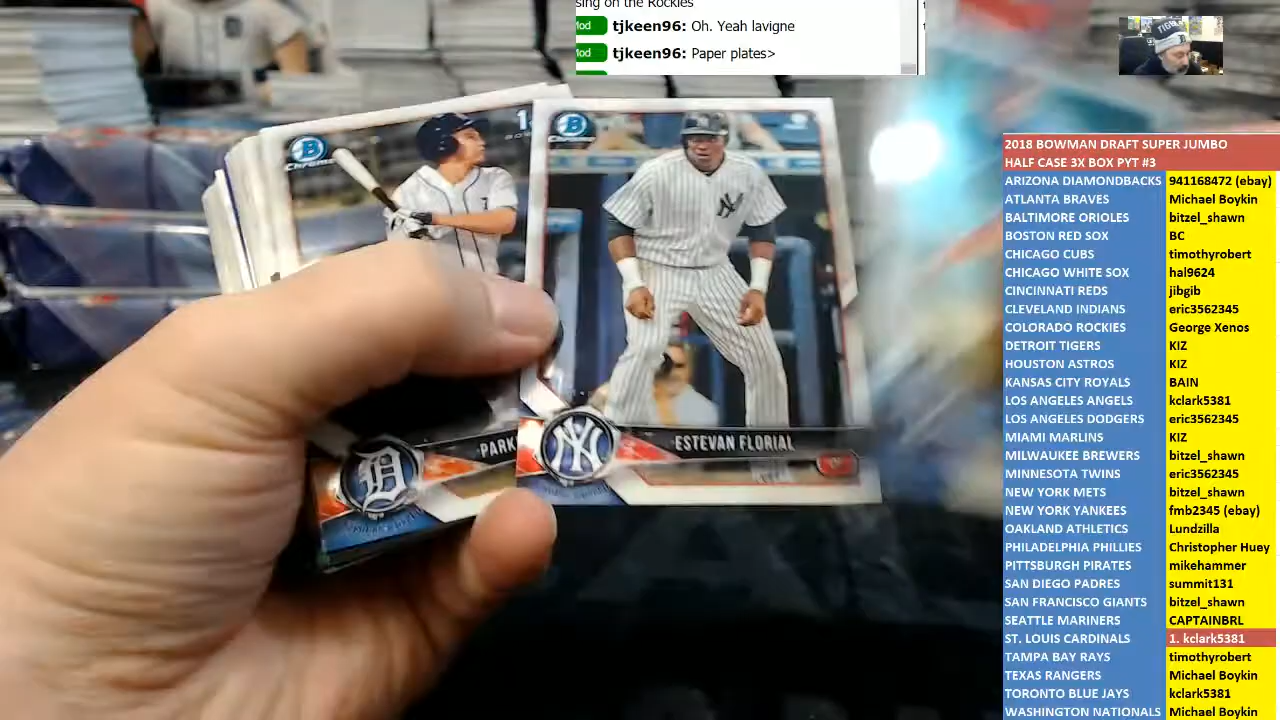 sing on the Rockies
Mod tjkeen96: Oh. Yeah lavigne
Mod tjkeen96: Paper plates>
TIGERS
B
Chrome
B
Chrome
NY
PARK
D
NY
ESTEVAN FLORIAL
2018 BOWMAN DRAFT SUPER JUMBO
HALF CASE 3X BOX PYT #3
ARIZONA DIAMONDBACKS 941168472 (ebay)
ATLANTA BRAVES Michael Boykin
BALTIMORE ORIOLES bitzel_shawn
BOSTON RED SOX BC
CHICAGO CUBS timothyrobert
CHICAGO WHITE SOX hal9624
CINCINNATI REDS jibgib
CLEVELAND INDIANS eric3562345
COLORADO ROCKIES George Xenos
DETROIT TIGERS KIZ
HOUSTON ASTROS KIZ
KANSAS CITY ROYALS BAIN
LOS ANGELES ANGELS kclark5381
LOS ANGELES DODGERS eric3562345
MIAMI MARLINS KIZ
MILWAUKEE BREWERS bitzel_shawn
MINNESOTA TWINS eric3562345
NEW YORK METS bitzel_shawn
NEW YORK YANKEES fmb2345 (ebay)
OAKLAND ATHLETICS Lundzilla
PHILADELPHIA PHILLIES Christopher Huey
PITTSBURGH PIRATES mikehammer
SAN DIEGO PADRES summit131
SAN FRANCISCO GIANTS bitzel_shawn
SEATTLE MARINERS CAPTAINBRL
ST. LOUIS CARDINALS 1. kclark5381
TAMPA BAY RAYS timothyrobert
TEXAS RANGERS Michael Boykin
TORONTO BLUE JAYS kclark5381
WASHINGTON NATIONALS Michael Boykin